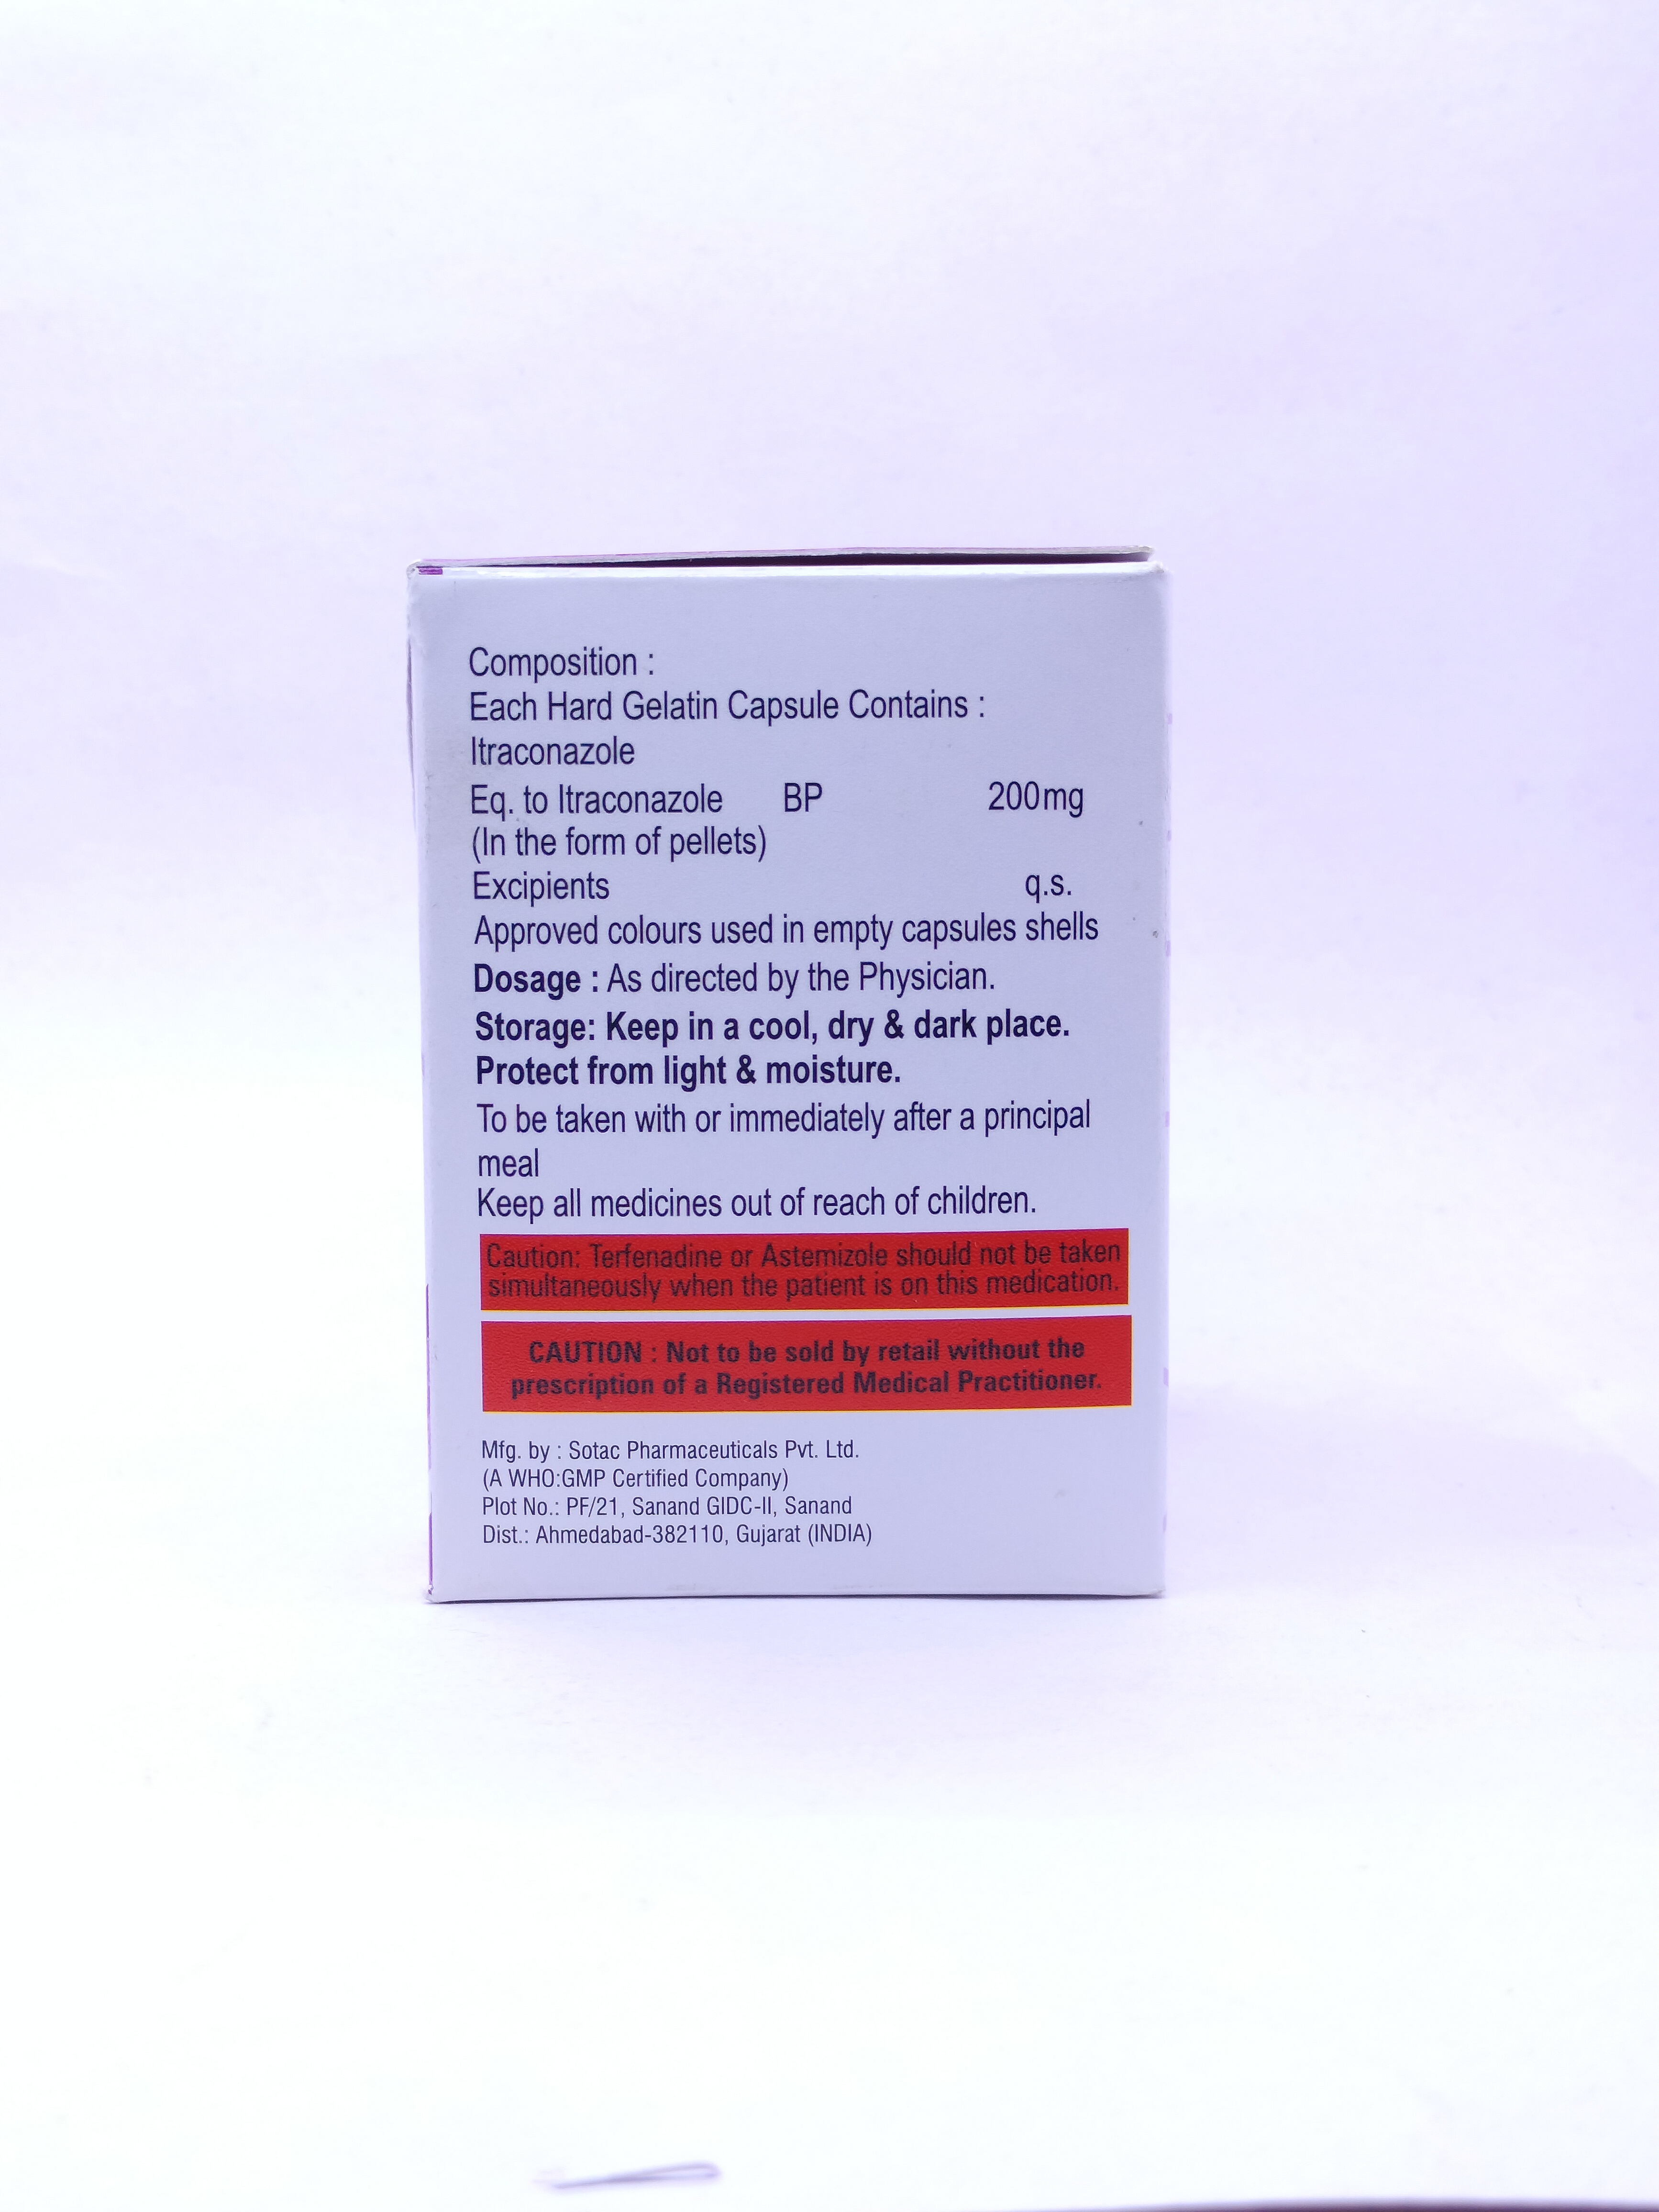 Composition :
Each Hard Gelatin Capsule Contains :
Itraconazole
Eq. to Itraconazole BP 200mg
(In the form of pellets)
Excipients q.s.
Approved colours used in empty capsules shells
Dosage : As directed by the Physician.
Storage: Keep in a cool, dry & dark place.
Protect from light & moisture.
To be taken with or immediately after a principal
meal
Keep all medicines out of reach of children.
Caution: Terfenadine or Astemizole should not be taken
simultaneously when the patient is on this medication.
CAUTION : Not to be sold by retail without the
prescription of a Registered Medical Practitioner.
Mfg. by : Sotac Pharmaceuticals Pvt. Ltd.
(A WHO:GMP Certified Company)
Plot No.: PF/21, Sanand GIDC-II, Sanand
Dist.: Ahmedabad-382110, Gujarat (INDIA)